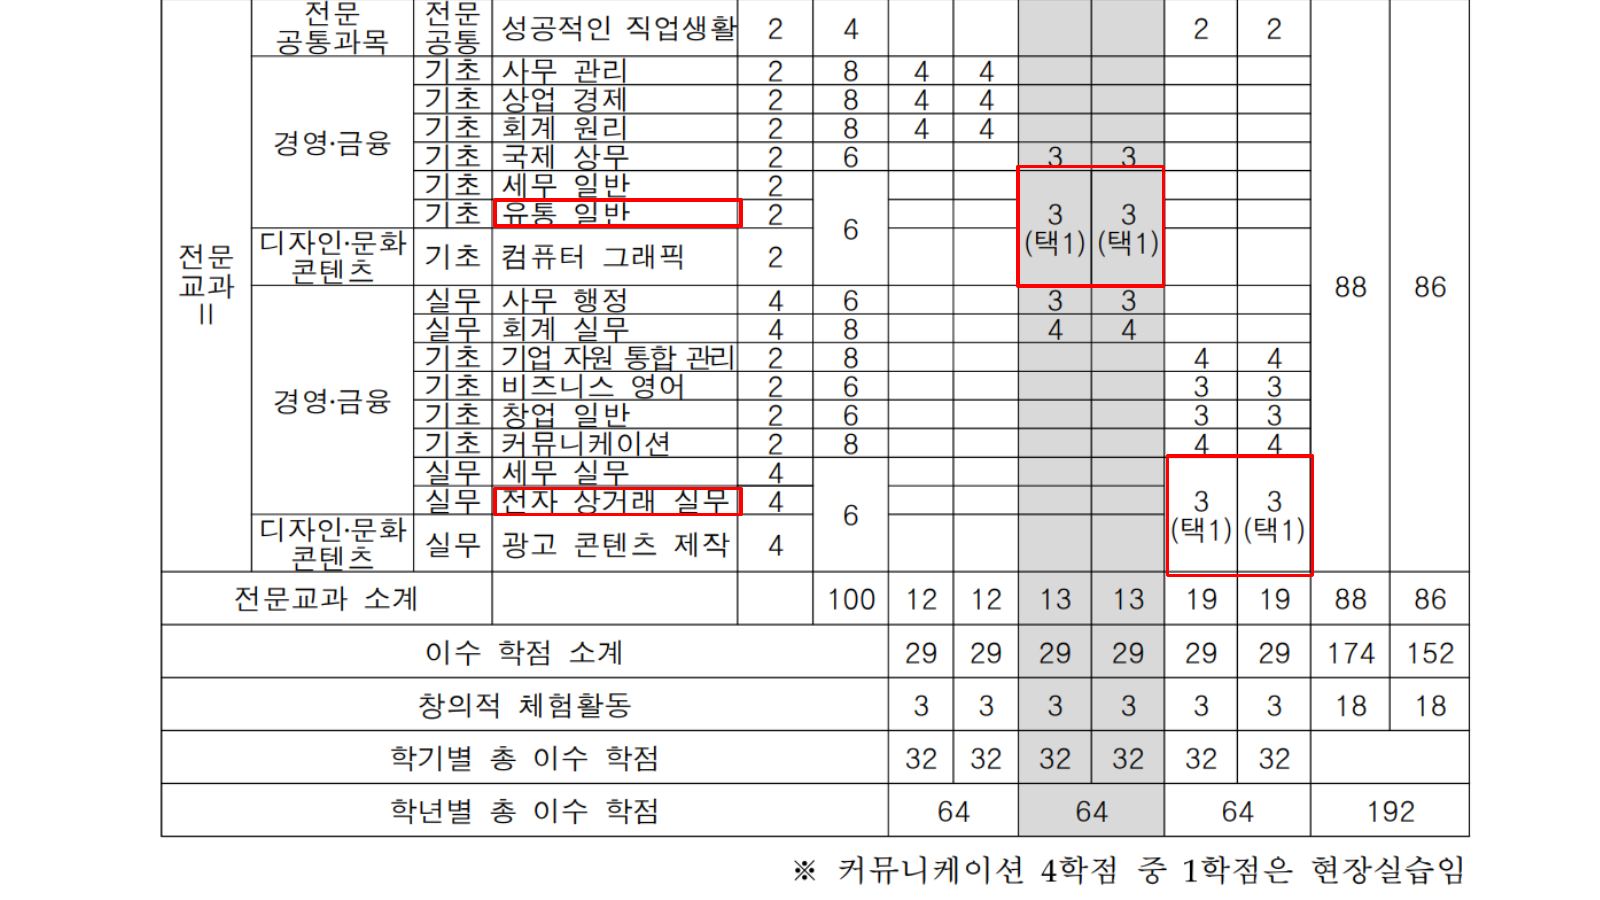 전문 공통과목 전문 공통 성공적인 직업생활 2 4 2 2
전문교과 Ⅱ 88 86
경영·금융
기초 사무 관리 2 8 4 4
기초 상업 경제 2 8 4 4
기초 회계 원리 2 8 4 4
기초 국제 상무 2 6 3 3
기초 세무 일반 2
기초 유통 일반 2
6 3 (택1) 3 (택1)
디자인·문화 콘텐츠 기초 컴퓨터 그래픽 2
경영·금융
실무 사무 행정 4 6 3 3
실무 회계 실무 4 8 4 4
기초 기업 자원 통합 관리 2 8 4 4
기초 비즈니스 영어 2 6 3 3
기초 창업 일반 2 6 3 3
기초 커뮤니케이션 2 8 4 4
실무 세무 실무 4
실무 전자 상거래 실무 4
6 3 (택1) 3 (택1)
디자인·문화 콘텐츠 실무 광고 콘텐츠 제작 4
전문교과 소계 100 12 12 13 13 19 19 88 86
이수 학점 소계 29 29 29 29 29 29 174 152
창의적 체험활동 3 3 3 3 3 3 18 18
학기별 총 이수 학점 32 32 32 32 32 32
학년별 총 이수 학점 64 64 64 192
※ 커뮤니케이션 4학점 중 1학점은 현장실습임